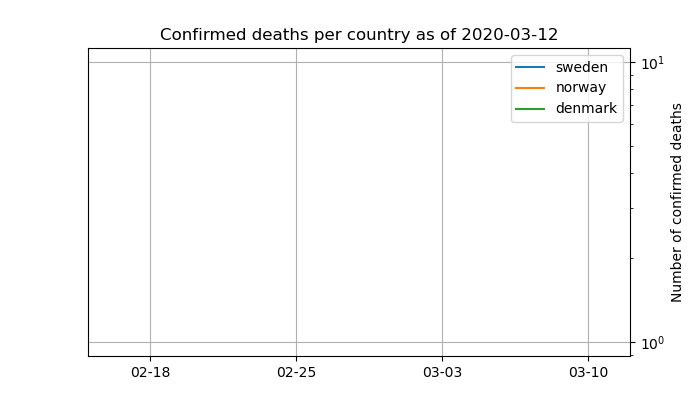 Confirmed deaths per country as of 2020-03-12
sweden
norway
denmark
10¹
Number of confirmed deaths
10⁰
02-18 02-25 03-03 03-10